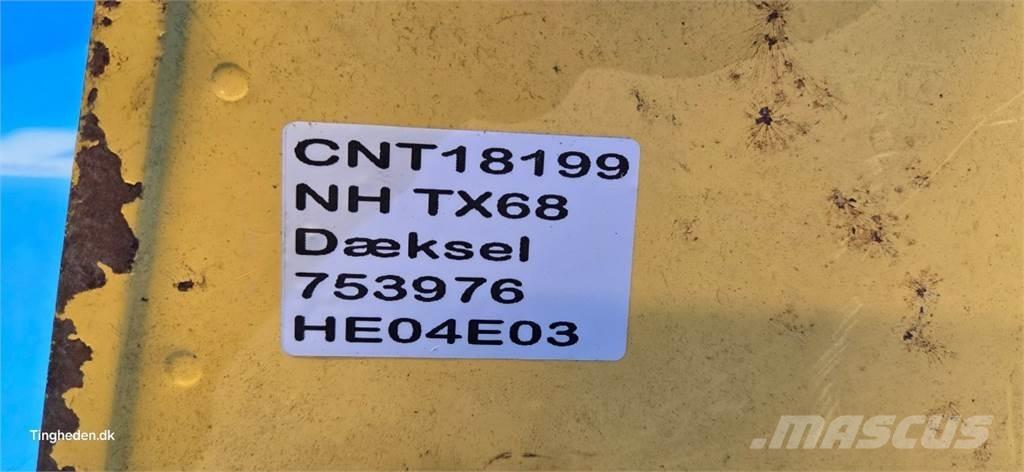 CNT18199
NH TX68
Dæksel
753976
HE04E03
Tingheden.dk
.mascus